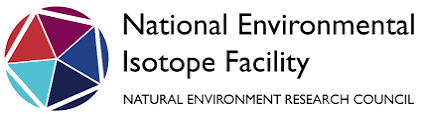 National Environmental
Isotope Facility
NATURAL ENVIRONMENT RESEARCH COUNCIL